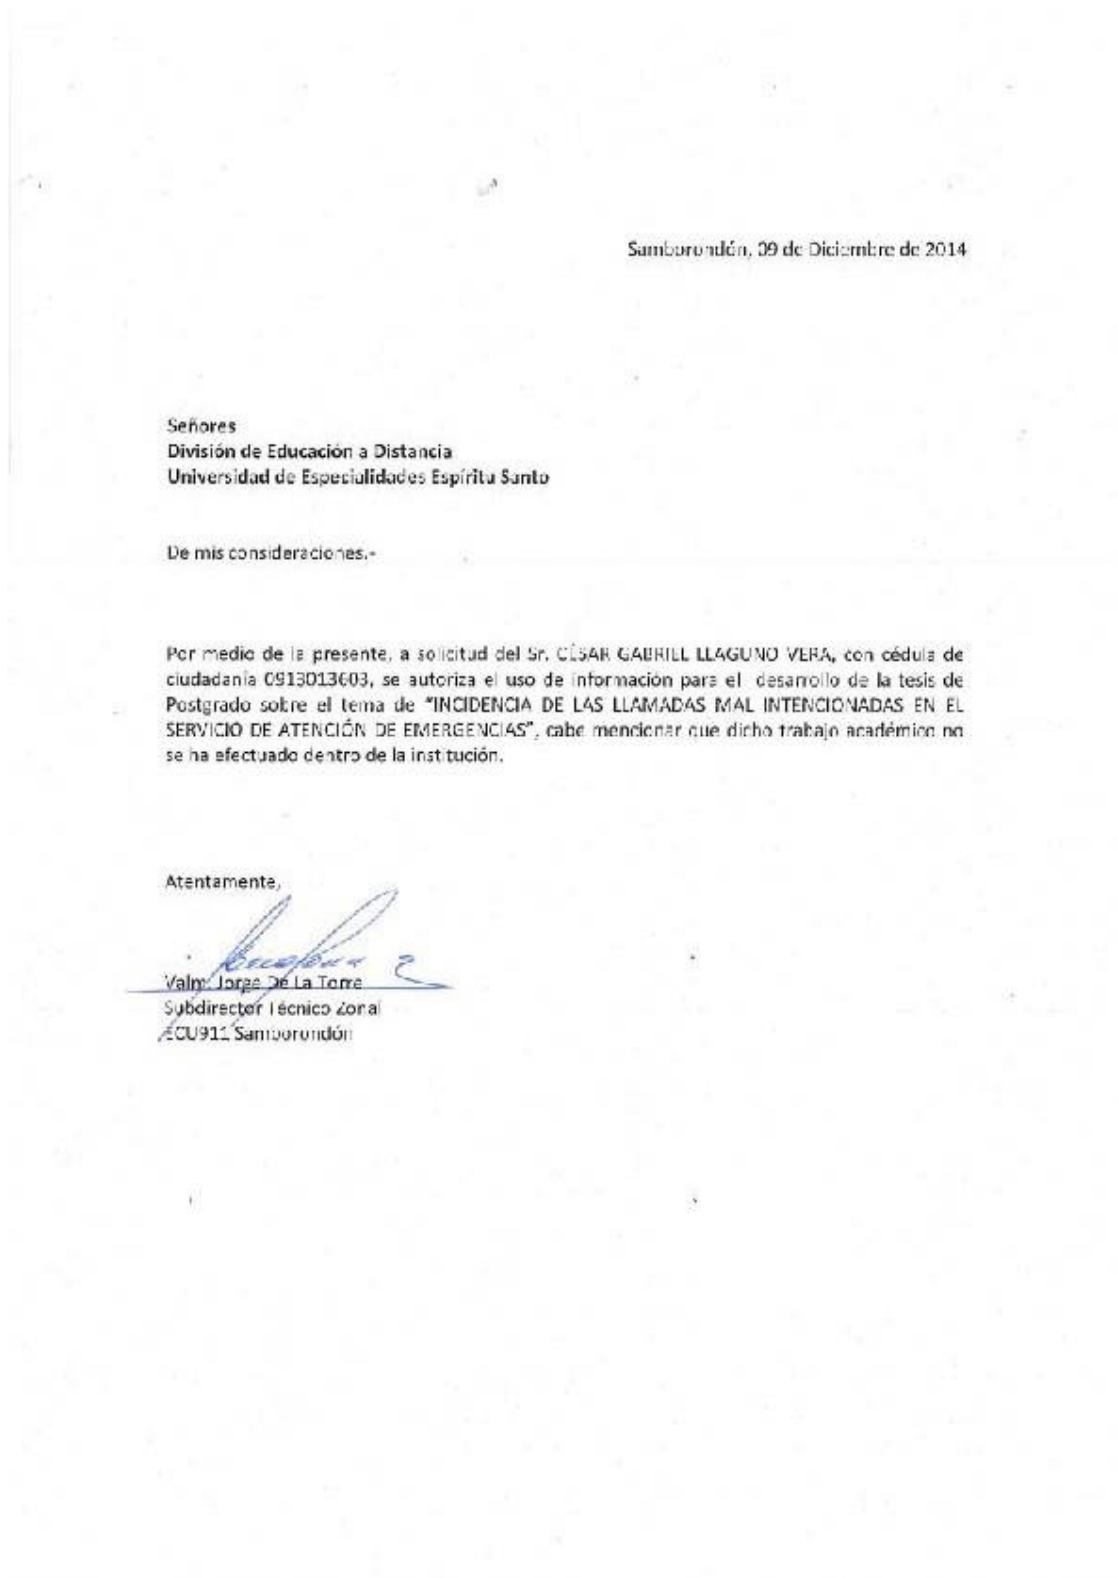 Samborondón, 09 de Diciembre de 2014
Señores
División de Educación a Distancia
Universidad de Especialidades Espíritu Santo
De mis consideraciones.-
Por medio de la presente, a solicitud del Sr. CÉSAR GABRIEL LLAGUNO VERA, con cédula de
ciudadanía 0913013603, se autoriza el uso de información para el desarrollo de la tesis de
Postgrado sobre el tema de “INCIDENCIA DE LAS LLAMADAS MAL INTENCIONADAS EN EL
SERVICIO DE ATENCIÓN DE EMERGENCIAS”, cabe mencionar que dicho trabajo académico no
se ha efectuado dentro de la institución.
Atentamente,
Valm. Jorge De La Torre
Subdirector Técnico Zonal
ECU911 Samborondón